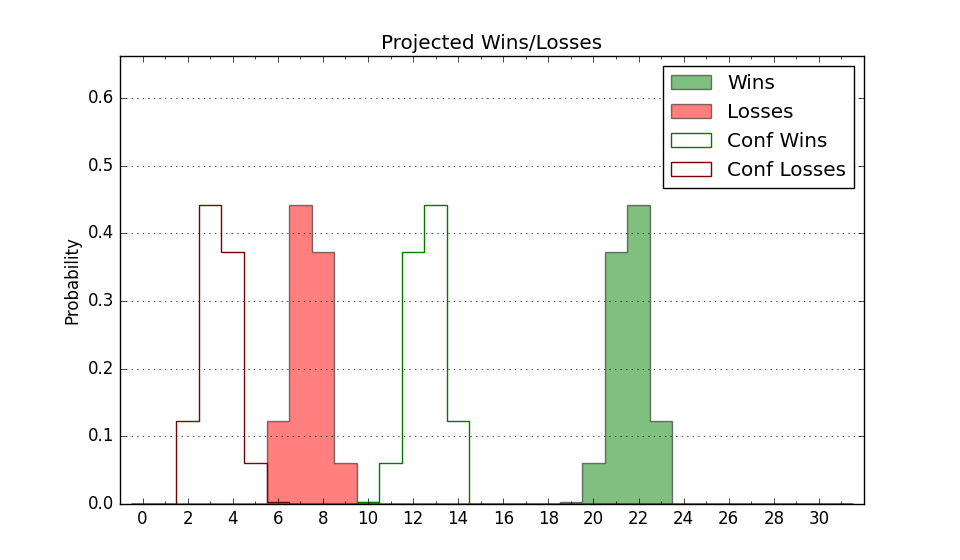 Projected Wins/Losses
Wins
Losses
Conf Wins
Conf Losses
Probability
0.6
0.5
0.4
0.3
0.2
0.1
0.0
0 2 4 6 8 10 12 14 16 18 20 22 24 26 28 30